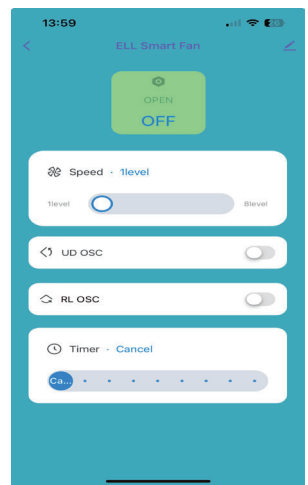 13:59
ELL Smart Fan
OPEN
OFF
Speed · 1level
1level 8level
UD OSC
RL OSC
Timer · Cancel
Ca...